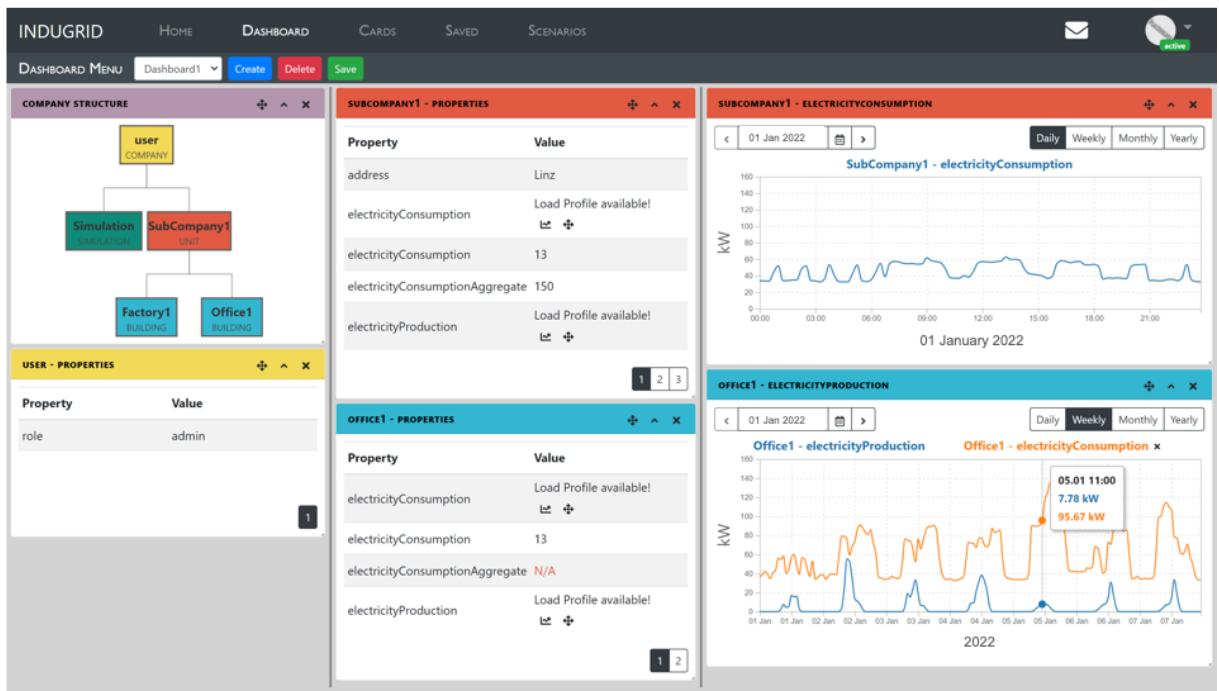 INDUGRID HOME DASHBOARD CARDS SAVED SCENARIOS
active
DASHBOARD MENU Dashboard1 Create Delete Save
COMPANY STRUCTURE
user
COMPANY
Simulation SubCompany1
SIMULATION UNIT
Factory1 Office1
BUILDING BUILDING
USER - PROPERTIES
Property Value
role admin
1
SUBCOMPANY1 - PROPERTIES
Property Value
address Linz
electricityConsumption Load Profile available!
electricityConsumption 13
electricityConsumptionAggregate 150
electricityProduction Load Profile available!
1 2 3
OFFICE1 - PROPERTIES
Property Value
electricityConsumption Load Profile available!
electricityConsumption 13
electricityConsumptionAggregate N/A
electricityProduction Load Profile available!
1 2
SUBCOMPANY1 - ELECTRICITYCONSUMPTION
01 Jan 2022 Daily Weekly Monthly Yearly
SubCompany1 - electricityConsumption
160
140
120
100
80
60
40
20
0
kW
00:00 03:00 06:00 09:00 12:00 15:00 18:00 21:00
01 January 2022
OFFICE1 - ELECTRICITYPRODUCTION
01 Jan 2022 Daily Weekly Monthly Yearly
Office1 - electricityProduction Office1 - electricityConsumption ×
160
140
120
100
80
60
40
20
0
kW
05.01 11:00
7.78 kW
95.67 kW
01 Jan 01 Jan 02 Jan 02 Jan 03 Jan 03 Jan 04 Jan 04 Jan 05 Jan 05 Jan 06 Jan 06 Jan 07 Jan 07 Jan
2022